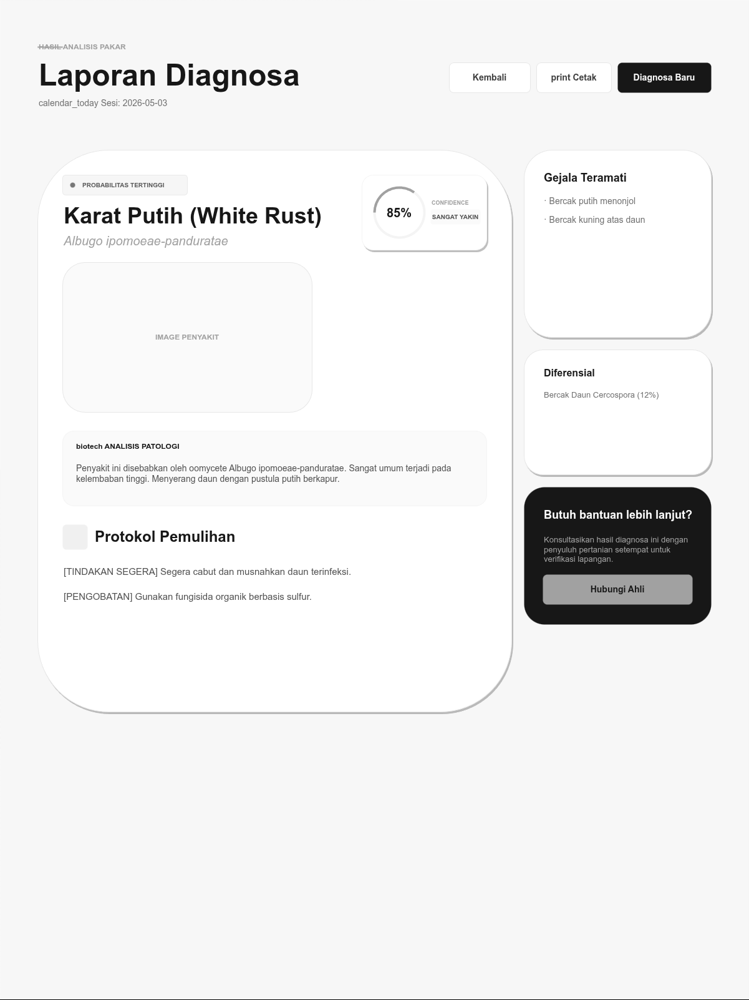 HASIL ANALISIS PAKAR
Laporan Diagnosa
calendar_today Sesi: 2026-05-03
Kembali
print Cetak
Diagnosa Baru
PROBABILITAS TERTINGGI
Karat Putih (White Rust)
Albugo ipomoeae-panduratae
85%
CONFIDENCE
SANGAT YAKIN
IMAGE PENYAKIT
biotech ANALISIS PATOLOGI
Penyakit ini disebabkan oleh oomycete Albugo ipomoeae-panduratae. Sangat umum terjadi pada
kelembaban tinggi. Menyerang daun dengan pustula putih berkapur.
Protokol Pemulihan
[TINDAKAN SEGERA] Segera cabut dan musnahkan daun terinfeksi.
[PENGOBATAN] Gunakan fungisida organik berbasis sulfur.
Gejala Teramati
· Bercak putih menonjol
· Bercak kuning atas daun
Diferensial
Bercak Daun Cercospora (12%)
Butuh bantuan lebih lanjut?
Konsultasikan hasil diagnosa ini dengan
penyuluh pertanian setempat untuk
verifikasi lapangan.
Hubungi Ahli